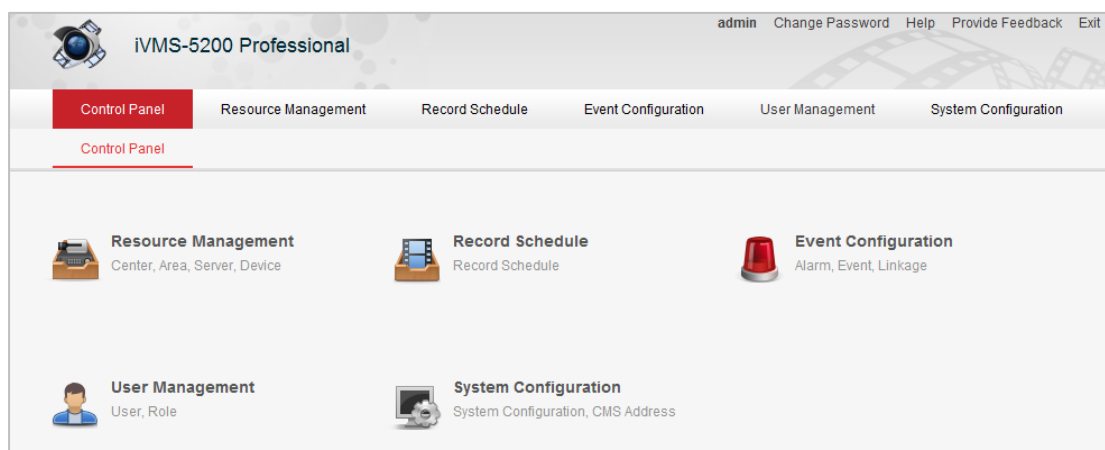 admin Change Password Help Provide Feedback Exit
iVMS-5200 Professional
Control Panel Resource Management Record Schedule Event Configuration User Management System Configuration
Control Panel
Resource Management Record Schedule Event Configuration
Center, Area, Server, Device Record Schedule Alarm, Event, Linkage
User Management System Configuration
User, Role System Configuration, CMS Address